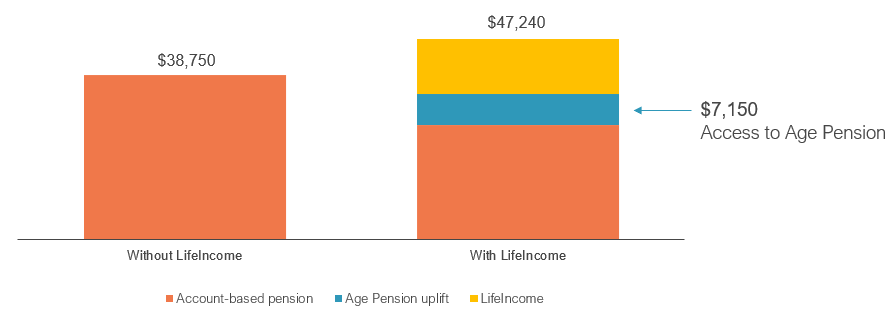 $47,240
$38,750
$7,150
Access to Age Pension
Without LifeIncome
With LifeIncome
Account-based pension
Age Pension uplift
LifeIncome